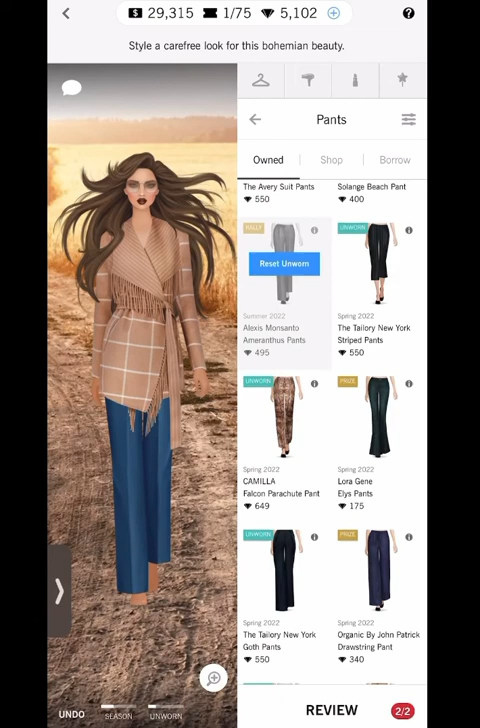 29,315 1/75 5,102
?
Style a carefree look for this bohemian beauty.
Pants
Owned Shop Borrow
The Avery Suit Pants
550
Solange Beach Pant
400
RALLY
Reset Unworn
Summer 2022
Alexis Monsanto
Ameranthus Pants
495
UNWORN
Spring 2022
The Tailory New York
Striped Pants
550
UNWORN
Spring 2022
CAMILLA
Falcon Parachute Pant
649
PRIZE
Spring 2022
Lora Gene
Elys Pants
175
UNWORN
Spring 2022
The Tailory New York
Goth Pants
550
PRIZE
Spring 2022
Organic By John Patrick
Drawstring Pant
340
UNDO SEASON UNWORN
REVIEW 2/2